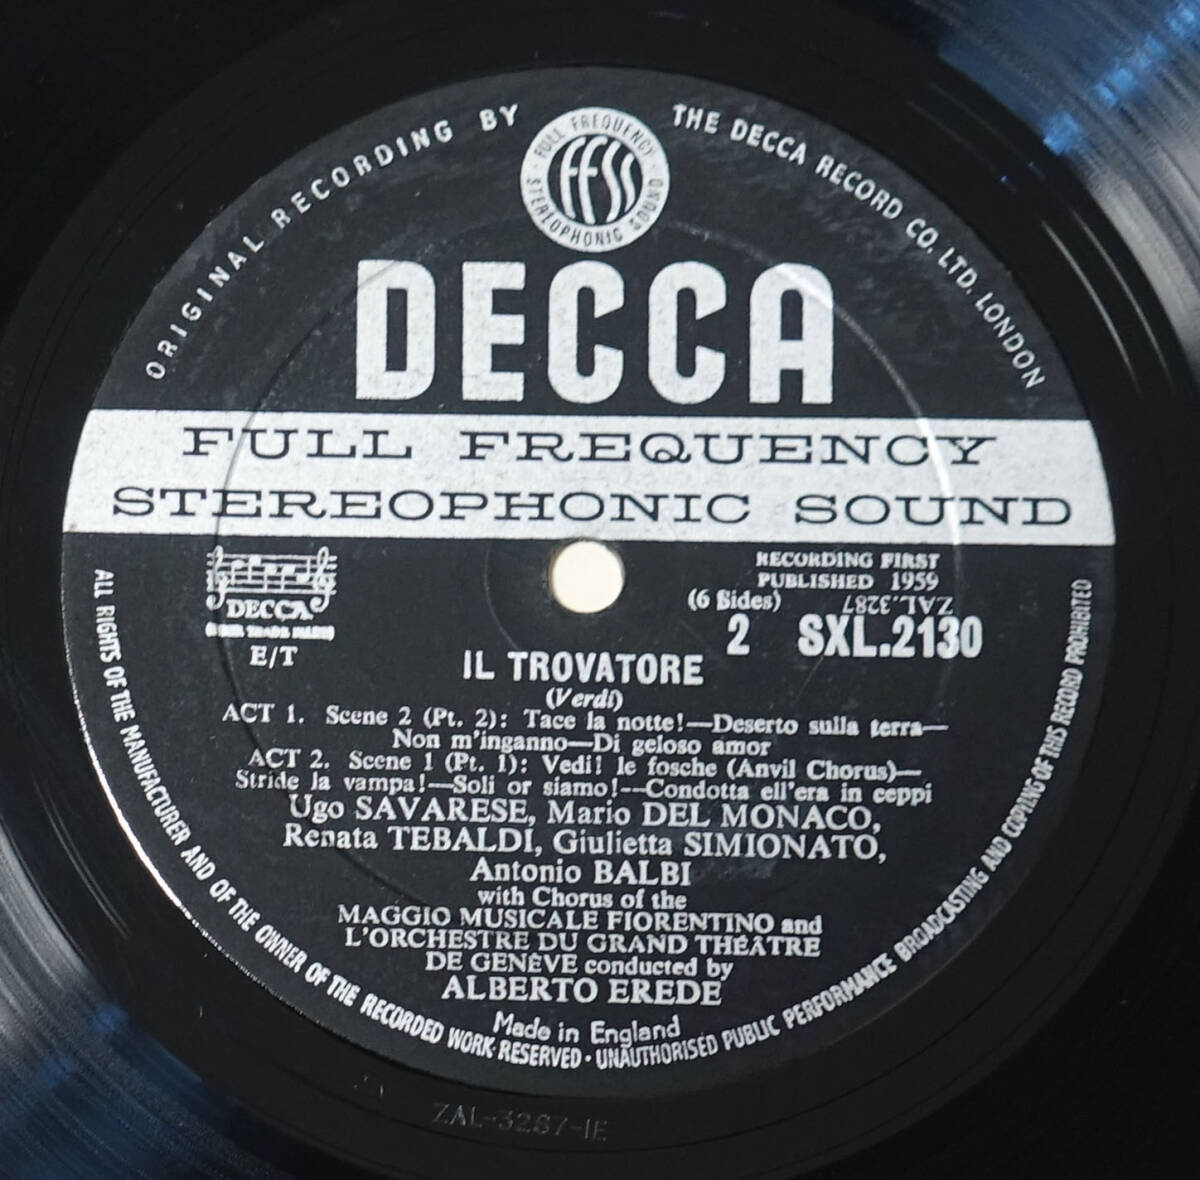 ORIGINAL RECORDING BY
THE DECCA RECORD CO. LTD. LONDON
FULL FREQUENCY
STEREOPHONIC SOUND
FFSS
DECCA
FULL FREQUENCY
STEREOPHONIC SOUND
DECCA
E/T
RECORDING FIRST
PUBLISHED 1959
(6 Sides)
ZAL.3287
2 SXL.2130
IL TROVATORE
(Verdi)
ACT 1. Scene 2 (Pt. 2): Tace la notte!—Deserto sulla terra—
Non m'inganno—Di geloso amor
ACT 2. Scene 1 (Pt. 1): Vedi! le fosche (Anvil Chorus)—
Stride la vampa!—Soli or siamo!—Condotta ell'era in ceppi
Ugo SAVARESE, Mario DEL MONACO,
Renata TEBALDI, Giulietta SIMIONATO,
Antonio BALBI
with Chorus of the
MAGGIO MUSICALE FIORENTINO and
L'ORCHESTRE DU GRAND THÉÂTRE
DE GENÈVE conducted by
ALBERTO EREDE
Made in England
ALL RIGHTS OF THE MANUFACTURER AND OF THE OWNER OF THE RECORDED WORK RESERVED · UNAUTHORISED PUBLIC PERFORMANCE BROADCASTING AND COPYING OF THIS RECORD PROHIBITED
ZAL-3287-1E